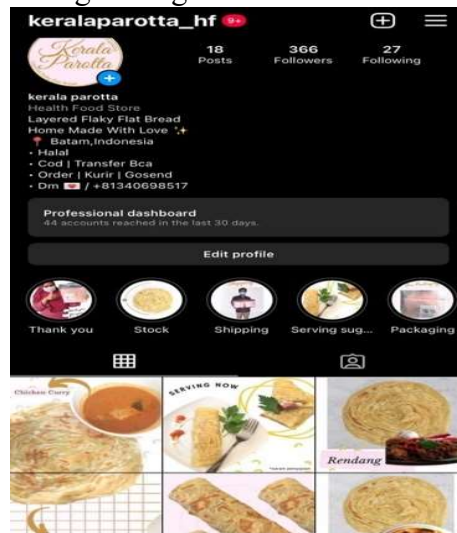 keralaparotta_hf 9+
Kerala
Parotta
18 366 27
Posts Followers Following
kerala parotta
Health Food Store
Layered Flaky Flat Bread
Home Made With Love
Batam,Indonesia
• Halal
• Cod | Transfer Bca
• Order | Kurir | Gosend
• Dm 💌 / +81340698517
Professional dashboard
44 accounts reached in the last 30 days.
Edit profile
Thank you Stock Shipping Serving sug... Packaging
Chicken Curry
SERVING NOW
Rendang